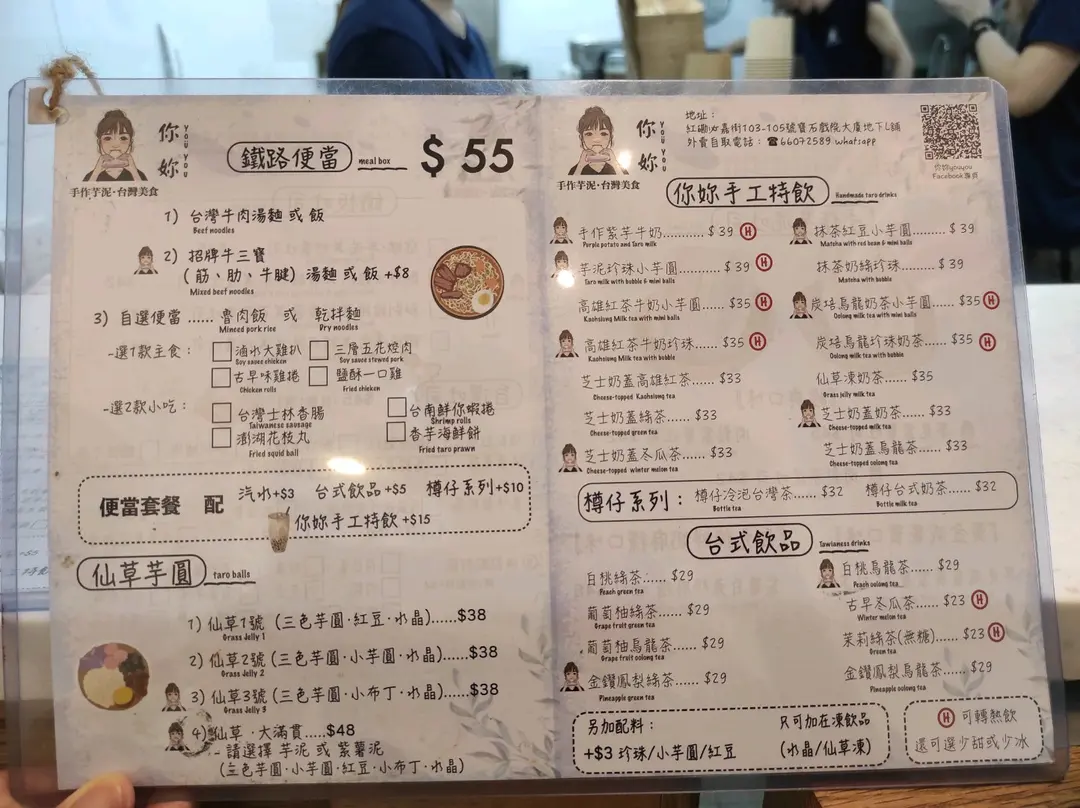 你妳
YOU YOU
手作芋泥·台灣美食
鐵路便當 meal box $ 55
1) 台灣牛肉湯麵 或 飯
Beef noodles
2) 招牌牛三寶
(筋、肋、牛腱) 湯麵 或 飯 +$8
Mixed beef noodles
3) 自選便當 ...... 魯肉飯 或 乾拌麵
Minced pork rice Dry noodles
-選1款主食: 滷水大雞扒 三層五花焢肉
Soy sauce chicken Soy sauce stewed pork
古早味雞捲 鹽酥一口雞
Chicken rolls Fried chicken
-選2款小吃: 台灣士林香腸 台南鮮你蝦捲
Taiwanese sausage Shrimp rolls
澎湖花枝丸 香芋海鮮餅
Fried squid ball Fried taro prawn
便當套餐 配 汽水+$3 台式飲品+$5 樽仔系列+$10
你妳手工特飲 +$15
仙草芋圓 taro balls
1) 仙草1號 (三色芋圓·紅豆·水晶)......$38
Grass Jelly 1
2) 仙草2號 (三色芋圓·小芋圓·水晶)......$38
Grass Jelly 2
3) 仙草3號 (三色芋圓·小布丁·水晶)......$38
Grass Jelly 3
4) 仙草·大滿貫.....$48
- 請選擇 芋泥 或 紫薯泥
(三色芋圓·小芋圓·紅豆·小布丁·水晶)
你妳
YOU YOU
手作芋泥·台灣美食
地址:
紅磡必嘉街103-105號寶石戲院大廈地下L鋪
外賣自取電話: ☎66072589 whatsapp
Facebook專頁
你妳手工特飲 Handmade taro drinks
手作紫芋牛奶...... $ 39 H
Purple potato and Taro milk
芋泥珍珠小芋圓........ $ 39 H
Taro milk with bubble & mini balls
高雄紅茶牛奶小芋圓...... $35 H
Kaohsiung Milk tea with mini balls
高雄紅茶牛奶珍珠.... $35 H
Kaohsiung Milk tea with bubble
芝士奶蓋高雄紅茶.... $33
Cheese-topped Kaohsiung tea
芝士奶蓋綠茶..... $33
Cheese-topped green tea
芝士奶蓋冬瓜茶.... $33
Cheese-topped winter melon tea
抹茶紅豆小芋圓..... $ 39
Matcha with red bean & mini balls
抹茶奶綠珍珠..... $ 39
Matcha with bubble
炭培烏龍奶茶小芋圓..... $35 H
Oolong milk tea with mini balls
炭培烏龍珍珠奶茶..... $35 H
Oolong milk tea with bubble
仙草凍奶茶..... $35
Grass jelly milk tea
芝士奶蓋奶茶.... $33
Cheese-topped milk tea
芝士奶蓋烏龍茶.... $33
Cheese-topped oolong tea
樽仔系列: 樽仔冷泡台灣茶...... $32 樽仔台式奶茶..... $32
Bottle tea Bottle milk tea
台式飲品 Taiwaness drinks
白桃綠茶..... $29
Peach green tea
葡萄柚綠茶...... $29
Grape fruit green tea
葡萄柚烏龍茶..... $29
Grape fruit oolong tea
金鑽鳳梨綠茶..... $29
Pineapple green tea
白桃烏龍茶..... $29
Peach oolong tea
古早冬瓜茶..... $23 H
Winter melon tea
茉莉綠茶(無糖)..... $23 H
Green tea
金鑽鳳梨烏龍茶.... $29
Pineapple oolong tea
另加配料: 只可加在凍飲品
+$3 珍珠/小芋圓/紅豆 (水晶/仙草凍)
H 可轉熱飲
還可選少甜或少冰